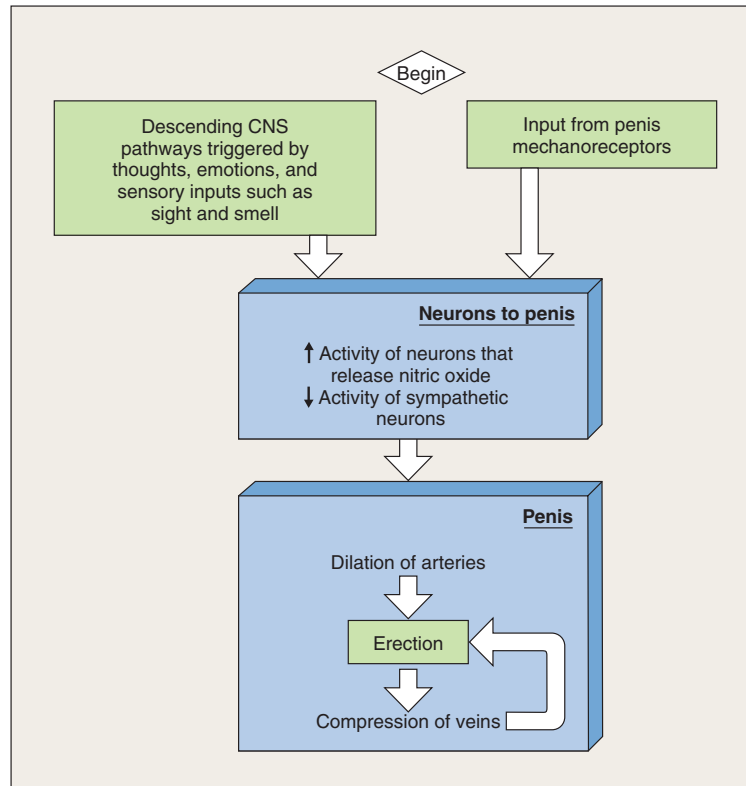 Begin
Descending CNS
pathways triggered by
thoughts, emotions, and
sensory inputs such as
sight and smell
Input from penis
mechanoreceptors
Neurons to penis
↑ Activity of neurons that
release nitric oxide
↓ Activity of sympathetic
neurons
Penis
Dilation of arteries
Erection
Compression of veins